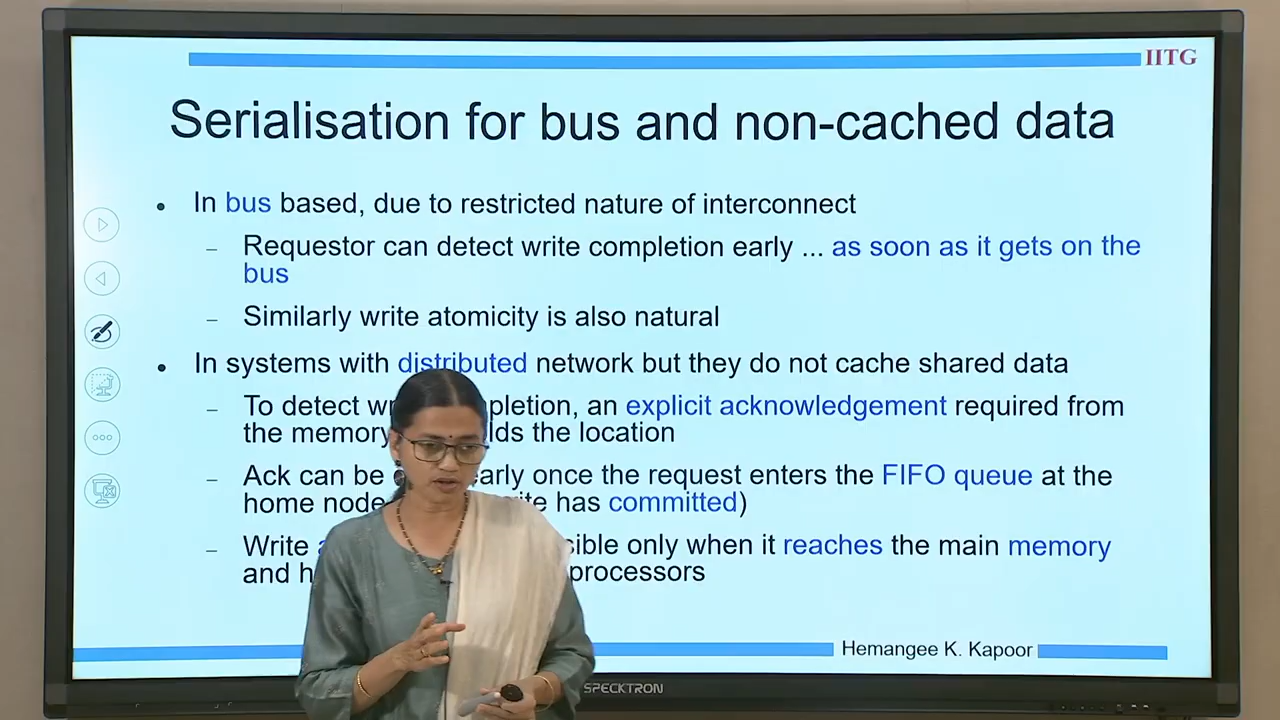 IITG
Serialisation for bus and non-cached data
In bus based, due to restricted nature of interconnect
– Requestor can detect write completion early ... as soon as it gets on the
bus
– Similarly write atomicity is also natural
In systems with distributed network but they do not cache shared data
– To detect pletion, an explicit acknowledgement required from
the memory lds the location
– Ack can be arly once the request enters the FIFO queue at the
home node te has committed)
– Write sible only when it reaches the main memory
and processors
Hemangee K. Kapoor
SPECKTRON